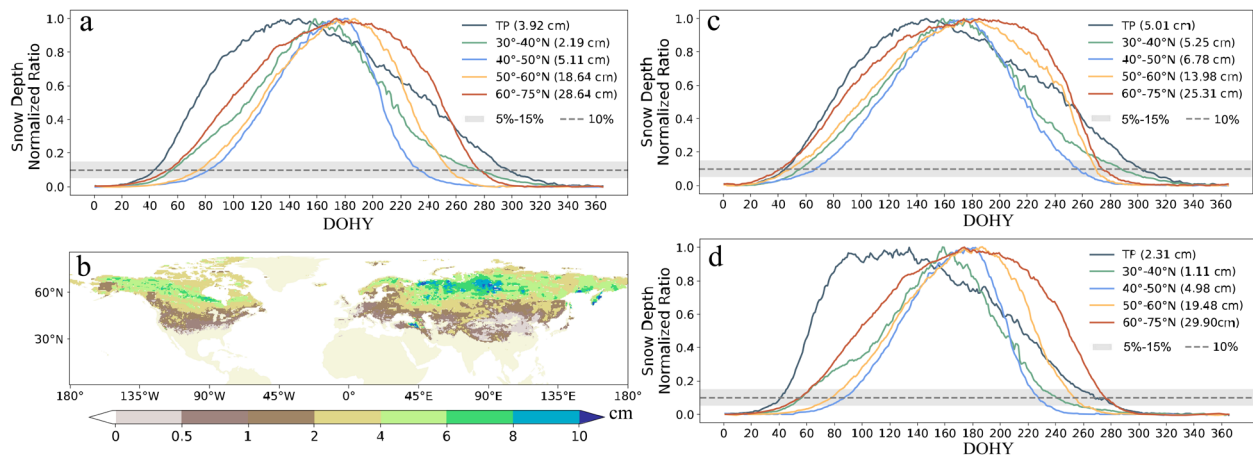 a
Snow Depth
Normalized Ratio
1.0
0.8
0.6
0.4
0.2
0.0
TP (3.92 cm)
30°-40°N (2.19 cm)
40°-50°N (5.11 cm)
50°-60°N (18.64 cm)
60°-75°N (28.64 cm)
5%-15% 10%
0 20 40 60 80 100 120 140 160 180 200 220 240 260 280 300 320 340 360
DOHY
b
60°N
30°N
180° 135°W 90°W 45°W 0° 45°E 90°E 135°E 180°
cm
0 0.5 1 2 4 6 8 10
c
Snow Depth
Normalized Ratio
1.0
0.8
0.6
0.4
0.2
0.0
TP (5.01 cm)
30°-40°N (5.25 cm)
40°-50°N (6.78 cm)
50°-60°N (13.98 cm)
60°-75°N (25.31 cm)
5%-15% 10%
0 20 40 60 80 100 120 140 160 180 200 220 240 260 280 300 320 340 360
DOHY
d
Snow Depth
Normalized Ratio
1.0
0.8
0.6
0.4
0.2
0.0
TP (2.31 cm)
30°-40°N (1.11 cm)
40°-50°N (4.98 cm)
50°-60°N (19.48 cm)
60°-75°N (29.90cm)
5%-15% 10%
0 20 40 60 80 100 120 140 160 180 200 220 240 260 280 300 320 340 360
DOHY